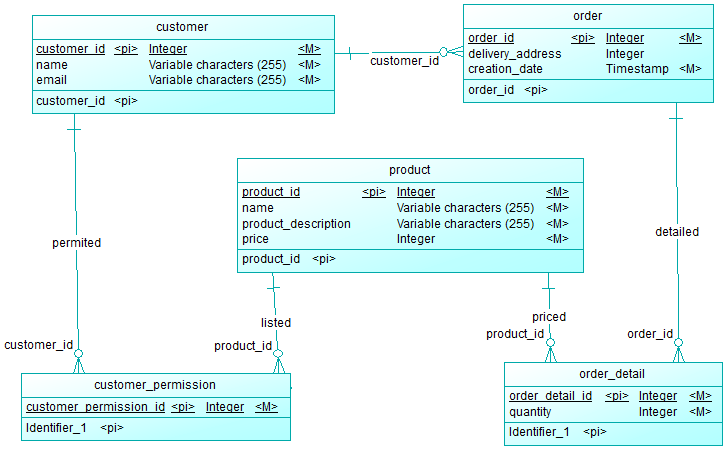 customer
customer_id <pi> Integer <M>
name Variable characters (255) <M>
email Variable characters (255) <M>
customer_id <pi>
customer_id
order
order_id <pi> Integer <M>
delivery_address Integer
creation_date Timestamp <M>
order_id <pi>
product
product_id <pi> Integer <M>
name Variable characters (255) <M>
product_description Variable characters (255) <M>
price Integer <M>
product_id <pi>
permited
detailed
listed
priced
customer_id
product_id
product_id
order_id
customer_permission
customer_permission_id <pi> Integer <M>
Identifier_1 <pi>
order_detail
order_detail_id <pi> Integer <M>
quantity Integer <M>
Identifier_1 <pi>